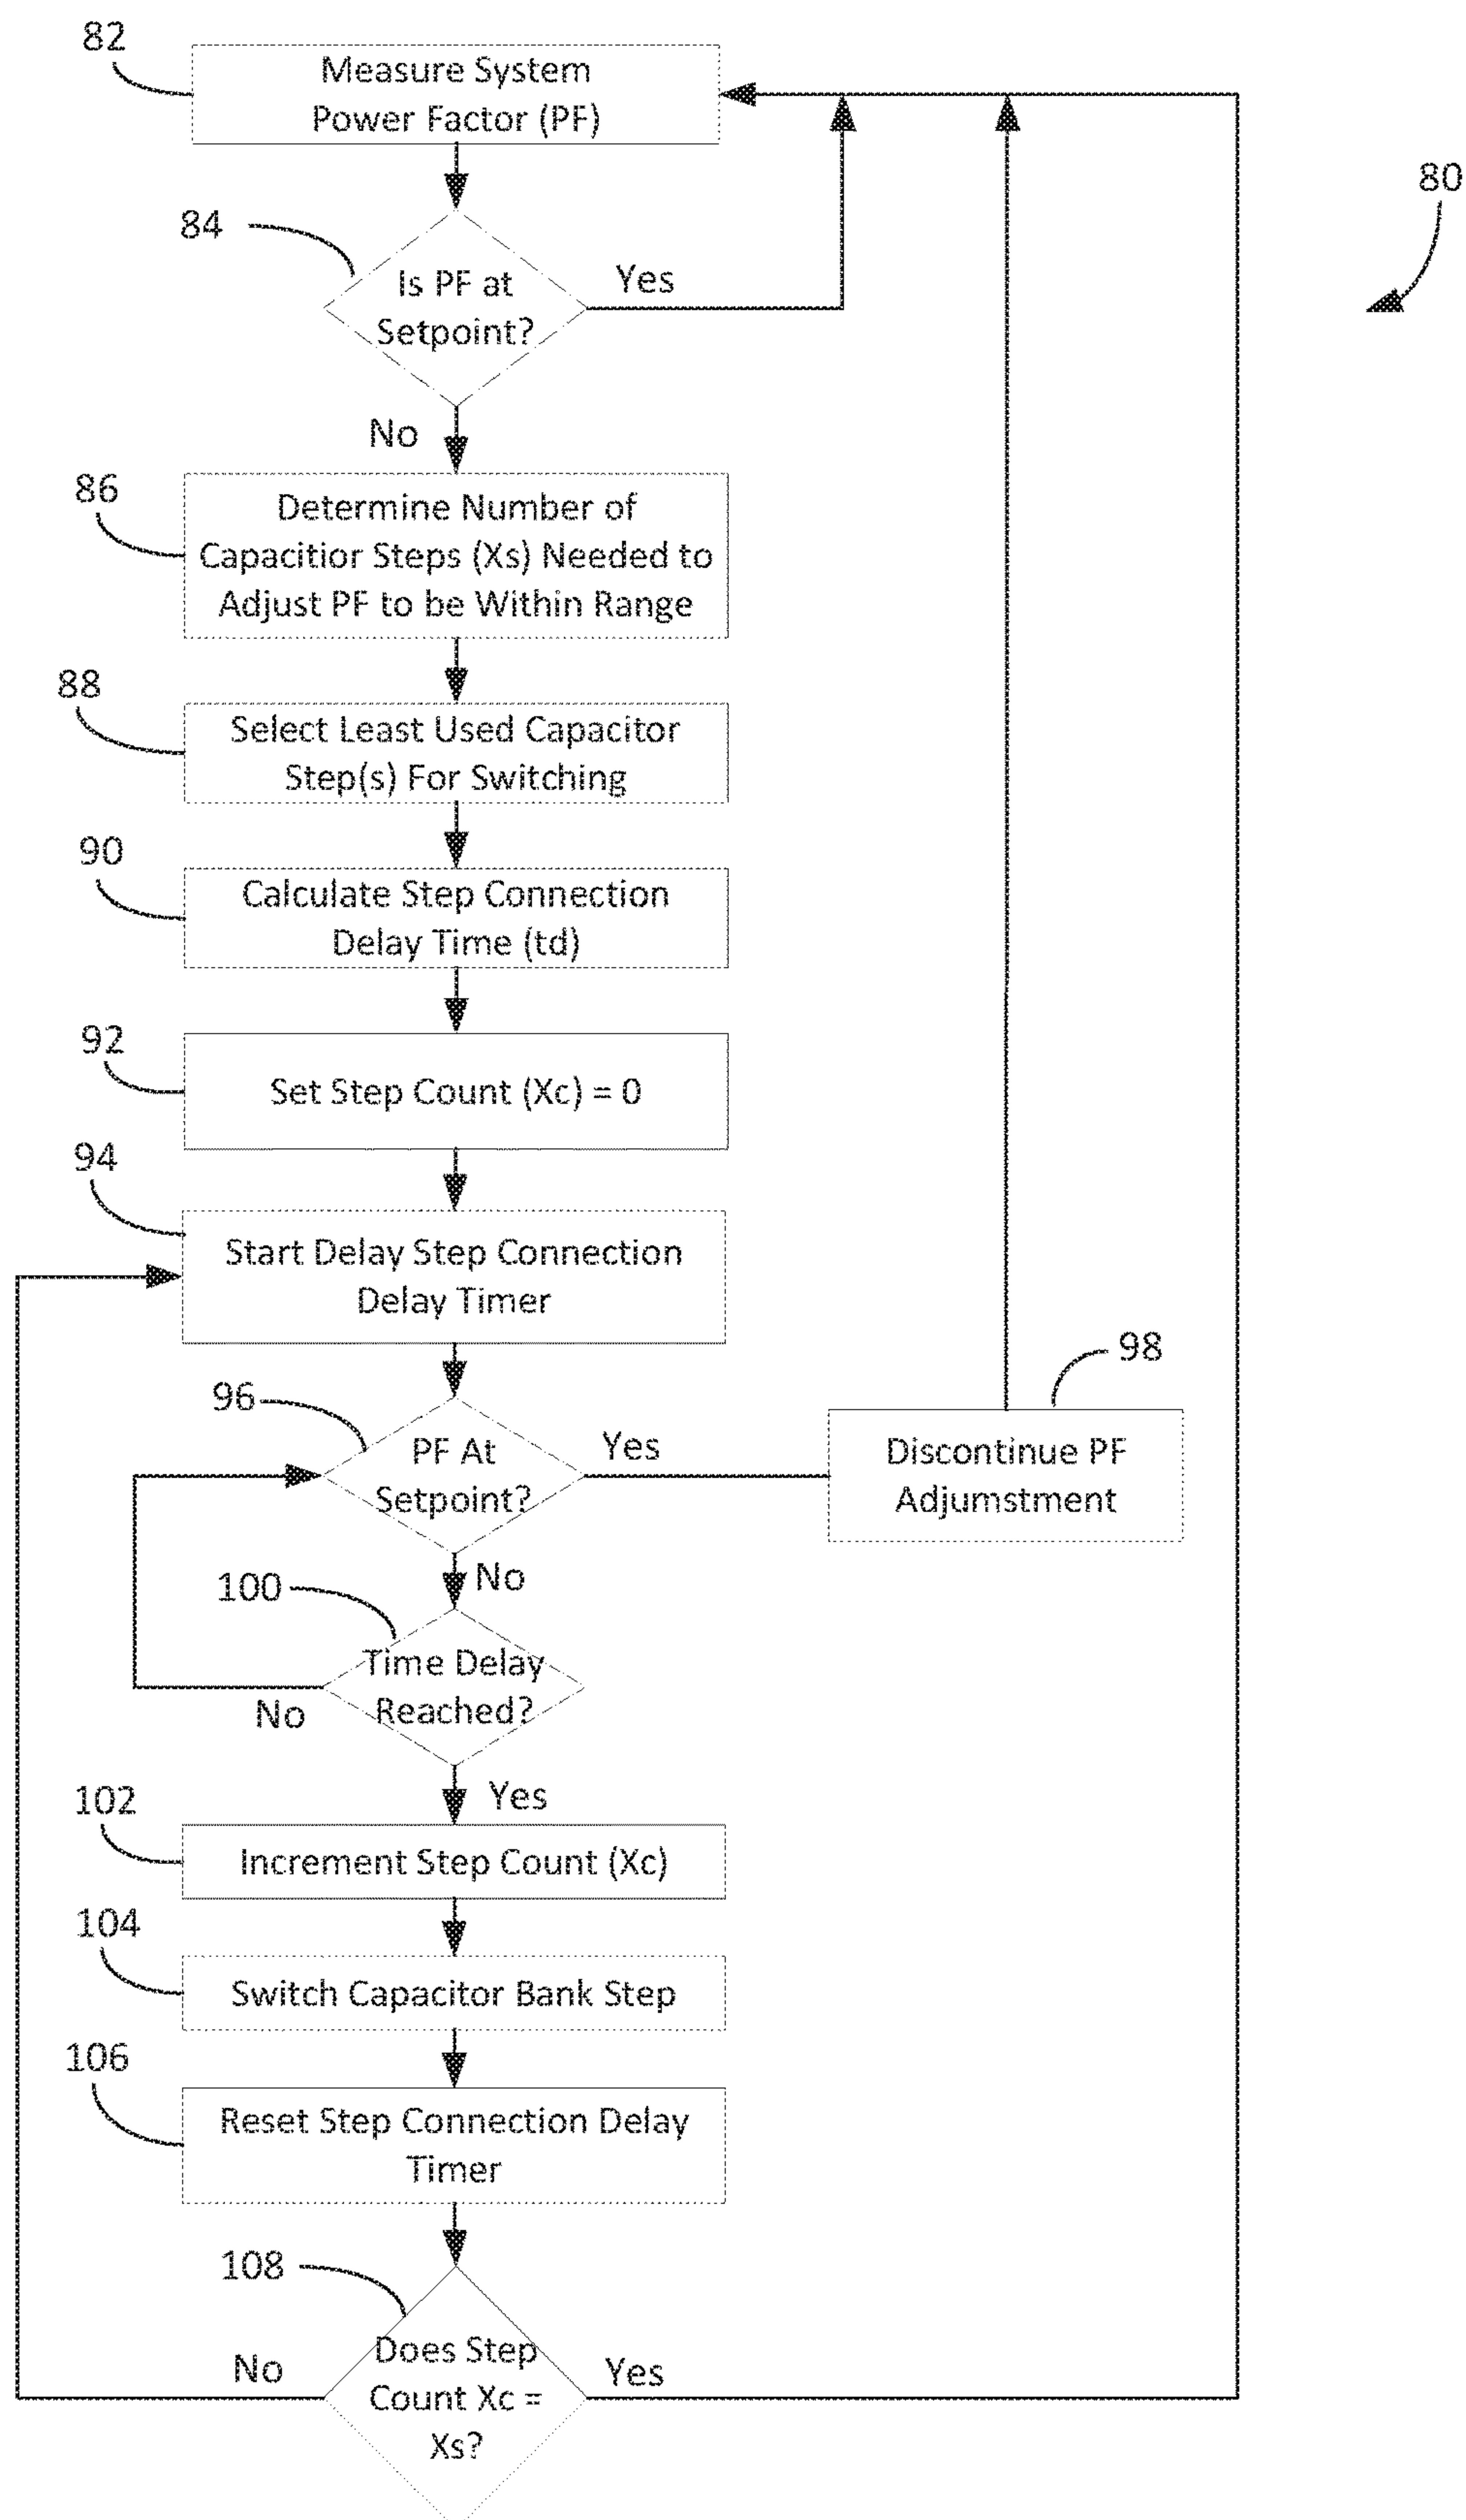 82
Measure System
Power Factor (PF)
80
84
Is PF at
Setpoint?
Yes
No
86
Determine Number of
Capacitior Steps (Xs) Needed to
Adjust PF to be Within Range
88
Select Least Used Capacitor
Step(s) For Switching
90
Calculate Step Connection
Delay Time (td)
92
Set Step Count (Xc) = 0
94
Start Delay Step Connection
Delay Timer
96
PF At
Setpoint?
Yes
98
Discontinue PF
Adjumstment
No
100
Time Delay
Reached?
No
Yes
102
Increment Step Count (Xc)
104
Switch Capacitor Bank Step
106
Reset Step Connection Delay
Timer
108
Does Step
Count Xc =
Xs?
No
Yes